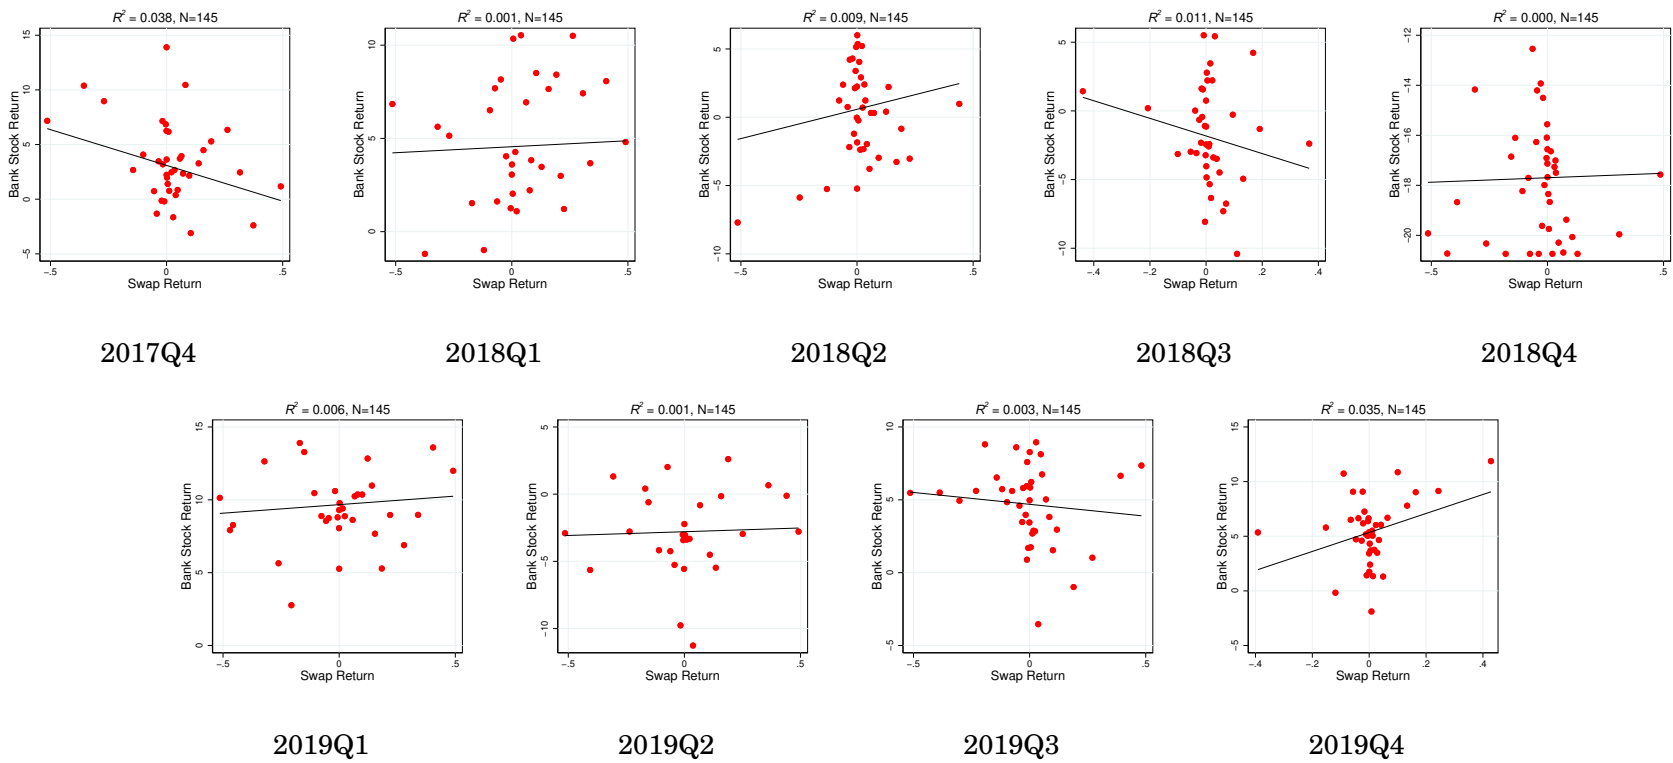 R² = 0.038, N=145
Bank Stock Return
15
10
5
0
−5
−.5
0
.5
Swap Return
2017Q4
R² = 0.001, N=145
Bank Stock Return
10
5
0
−.5
0
.5
Swap Return
2018Q1
R² = 0.009, N=145
Bank Stock Return
5
0
−5
−10
−.5
0
.5
Swap Return
2018Q2
R² = 0.011, N=145
Bank Stock Return
5
0
−5
−10
−.4
−.2
0
.2
.4
Swap Return
2018Q3
R² = 0.000, N=145
Bank Stock Return
−12
−14
−16
−18
−20
−.5
0
.5
Swap Return
2018Q4
R² = 0.006, N=145
Bank Stock Return
15
10
5
0
−.5
0
.5
Swap Return
2019Q1
R² = 0.001, N=145
Bank Stock Return
5
0
−5
−10
−.5
0
.5
Swap Return
2019Q2
R² = 0.003, N=145
Bank Stock Return
10
5
0
−5
−.5
0
.5
Swap Return
2019Q3
R² = 0.035, N=145
Bank Stock Return
15
10
5
0
−5
−.4
−.2
0
.2
.4
Swap Return
2019Q4